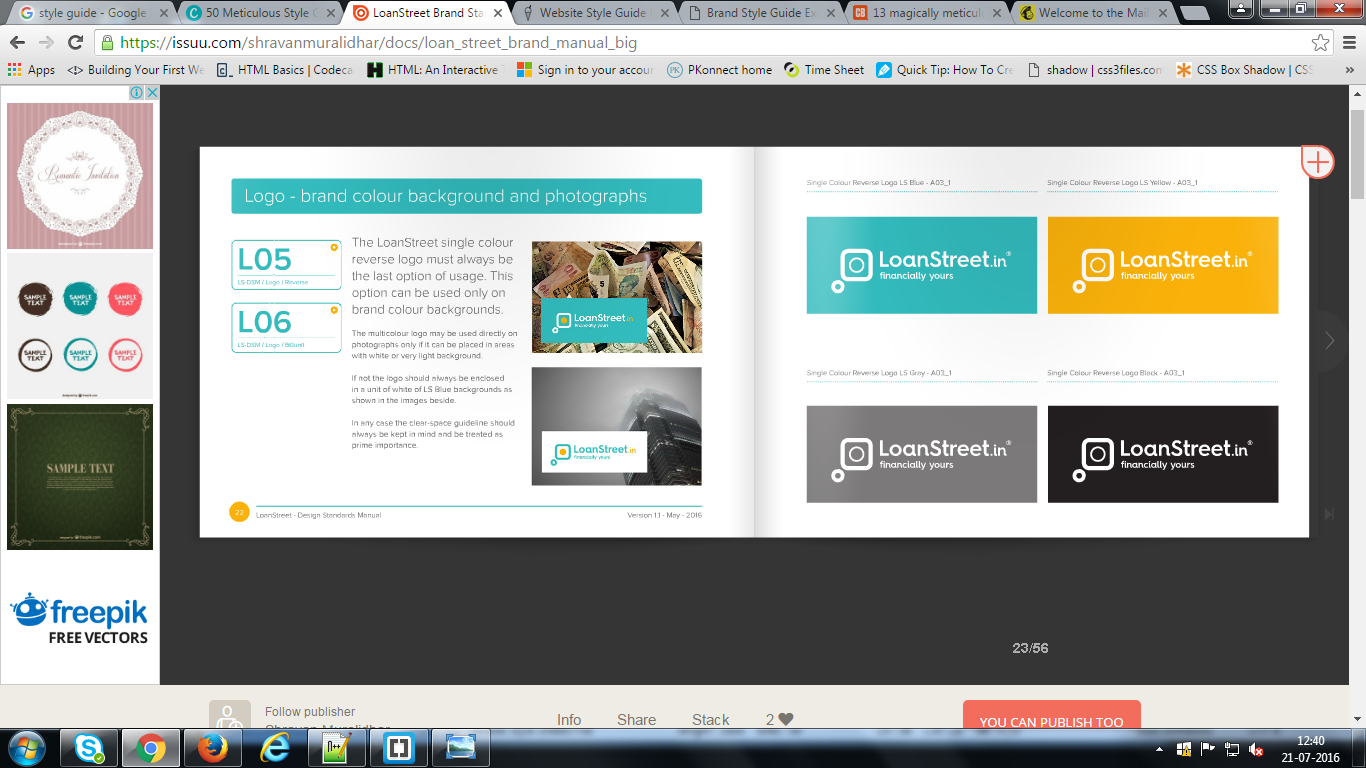 style guide - Google
50 Meticulous Style
LoanStreet Brand Sta
Website Style Guide
Brand Style Guide Ex
13 magically meticul
Welcome to the Mail
https://issuu.com/shravanmuralidhar/docs/loan_street_brand_manual_big
Apps
Building Your First We
HTML Basics | Codeca
HTML: An Interactive
Sign in to your accour
PKonnect home
Time Sheet
Quick Tip: How To Cre
shadow | css3files.com
CSS Box Shadow | CSS
Romantic Invitation
designed by freepik.com
SAMPLE TEXT
SAMPLE TEXT
SAMPLE TEXT
SAMPLE TEXT
SAMPLE TEXT
SAMPLE TEXT
SAMPLE TEXT
freepik
FREE VECTORS
Logo - brand colour background and photographs
L05
LS-DSM / Logo / Reverse
L06
The LoanStreet single colour
reverse logo must always be
the last option of usage. This
option can be used only on
brand colour backgrounds.
The multicolour logo may be used directly on
photographs only if it can be placed in areas
with white or very light background.
If not the logo should always be enclosed
in a unit of white of LS Blue backgrounds as
shown in the images beside.
In any case the clear-space guideline should
always be kept in mind and be treated as
prime importance.
LoanStreet.in
financially yours
LoanStreet.in
financially yours
22
LoanStreet - Design Standards Manual
Version 1.1 - May - 2016
Single Colour Reverse Logo LS Blue - A03_1
Single Colour Reverse Logo LS Yellow - A03_1
LoanStreet.in®
financially yours
LoanStreet.in®
financially yours
Single Colour Reverse Logo LS Gray - A03_1
Single Colour Reverse Logo Black - A03_1
LoanStreet.in®
financially yours
LoanStreet.in®
financially yours
23/56
Follow publisher
Shravan Muralidhar
Info
Share
Stack
2
YOU CAN PUBLISH TOO
12:40
21-07-2016